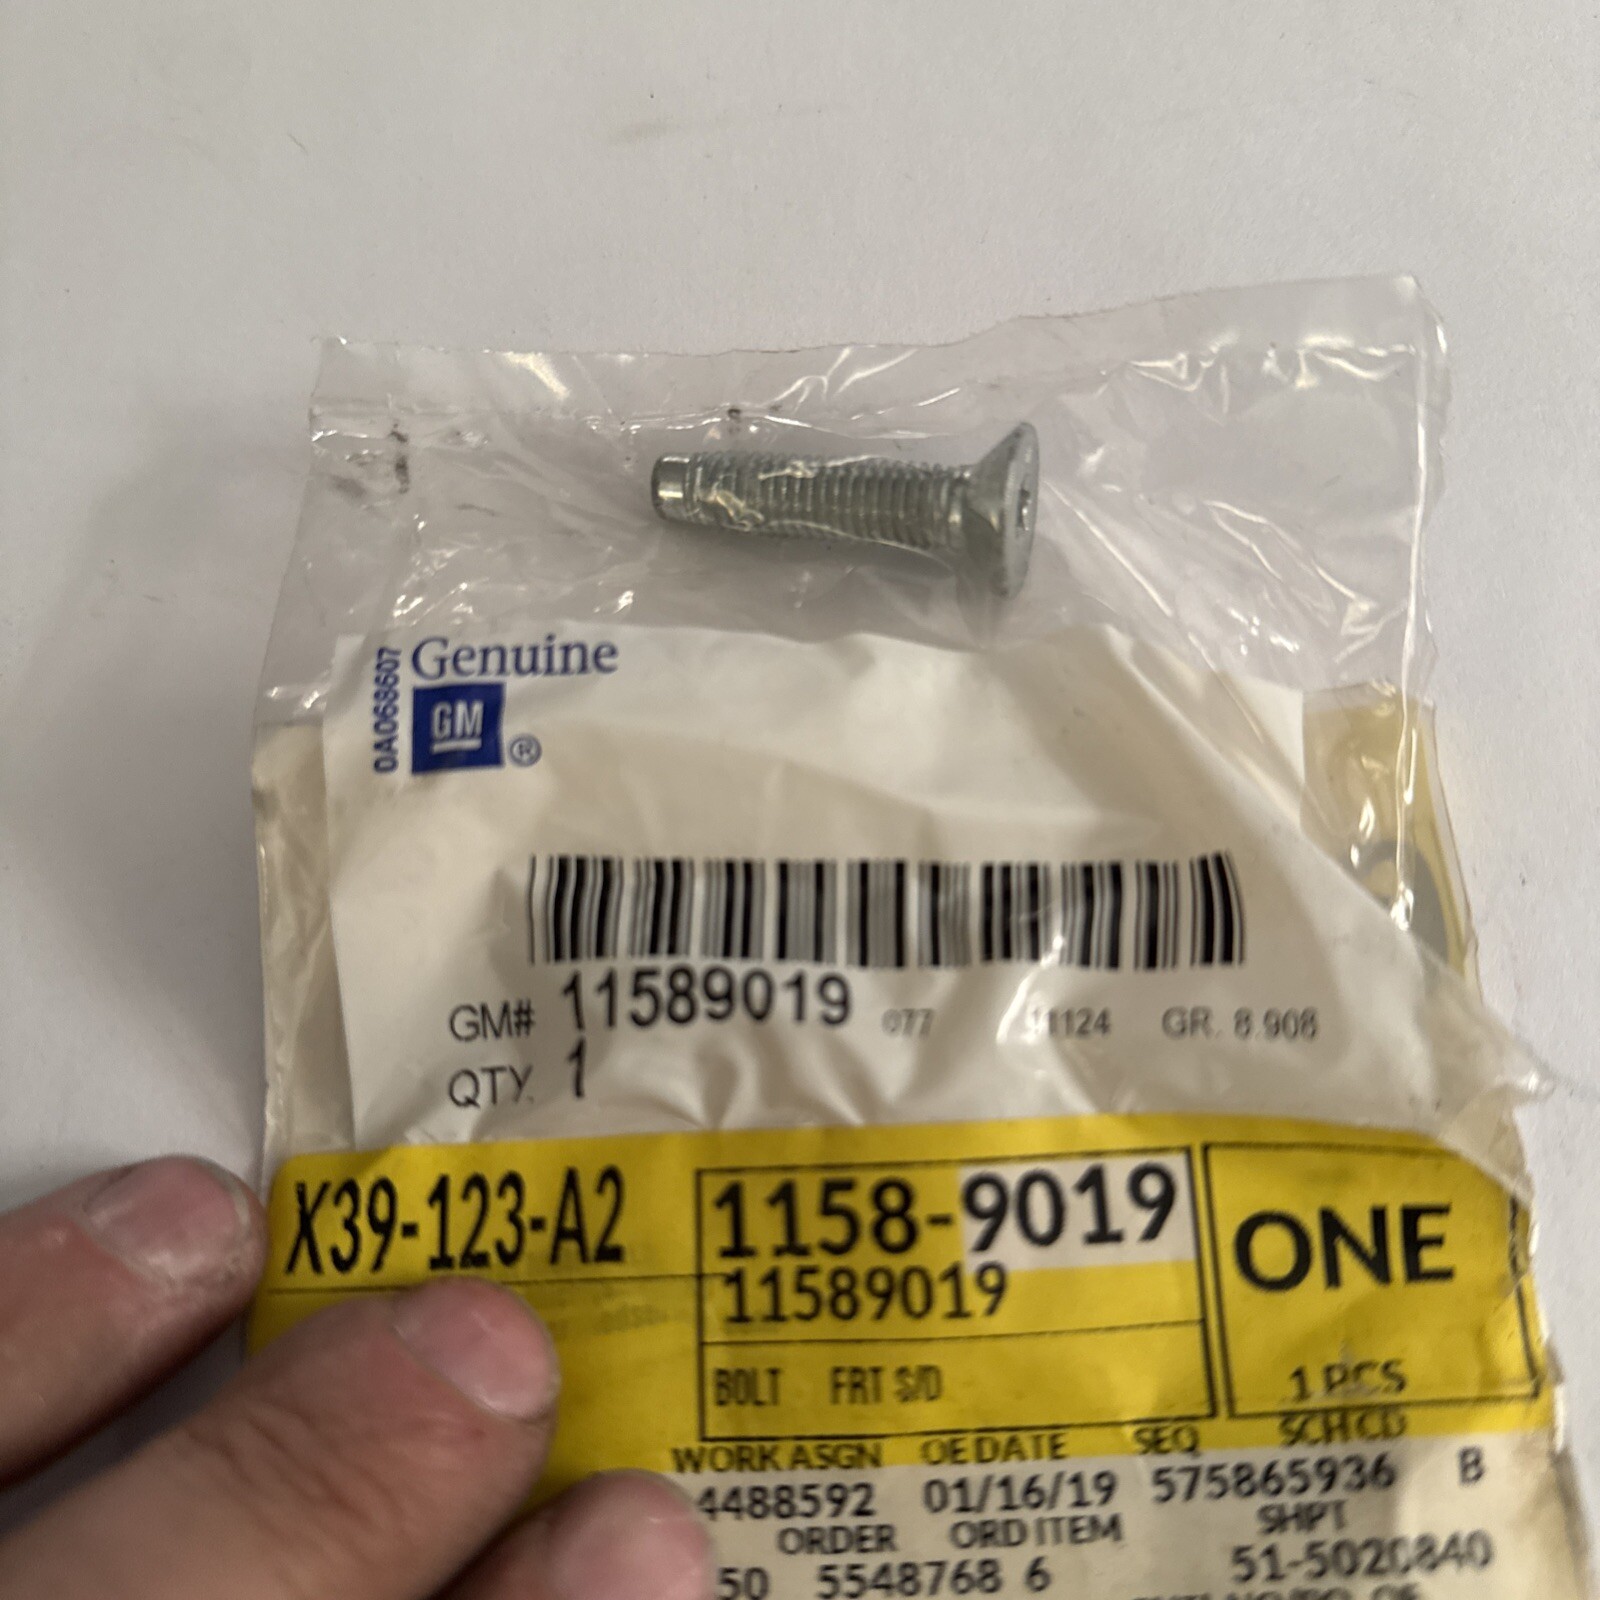 Genuine
0A068607
GM ®
GM# 11589019 077 11124 GR. 8.908
QTY. 1
X39-123-A2 1158-9019 ONE
11589019
BOLT FRT S/D 1 PCS
WORK ASGN OE DATE SEQ SCH CD
4488592 01/16/19 575865936 B
ORDER ORD ITEM SHPT
50 5548768 6 51-5020840